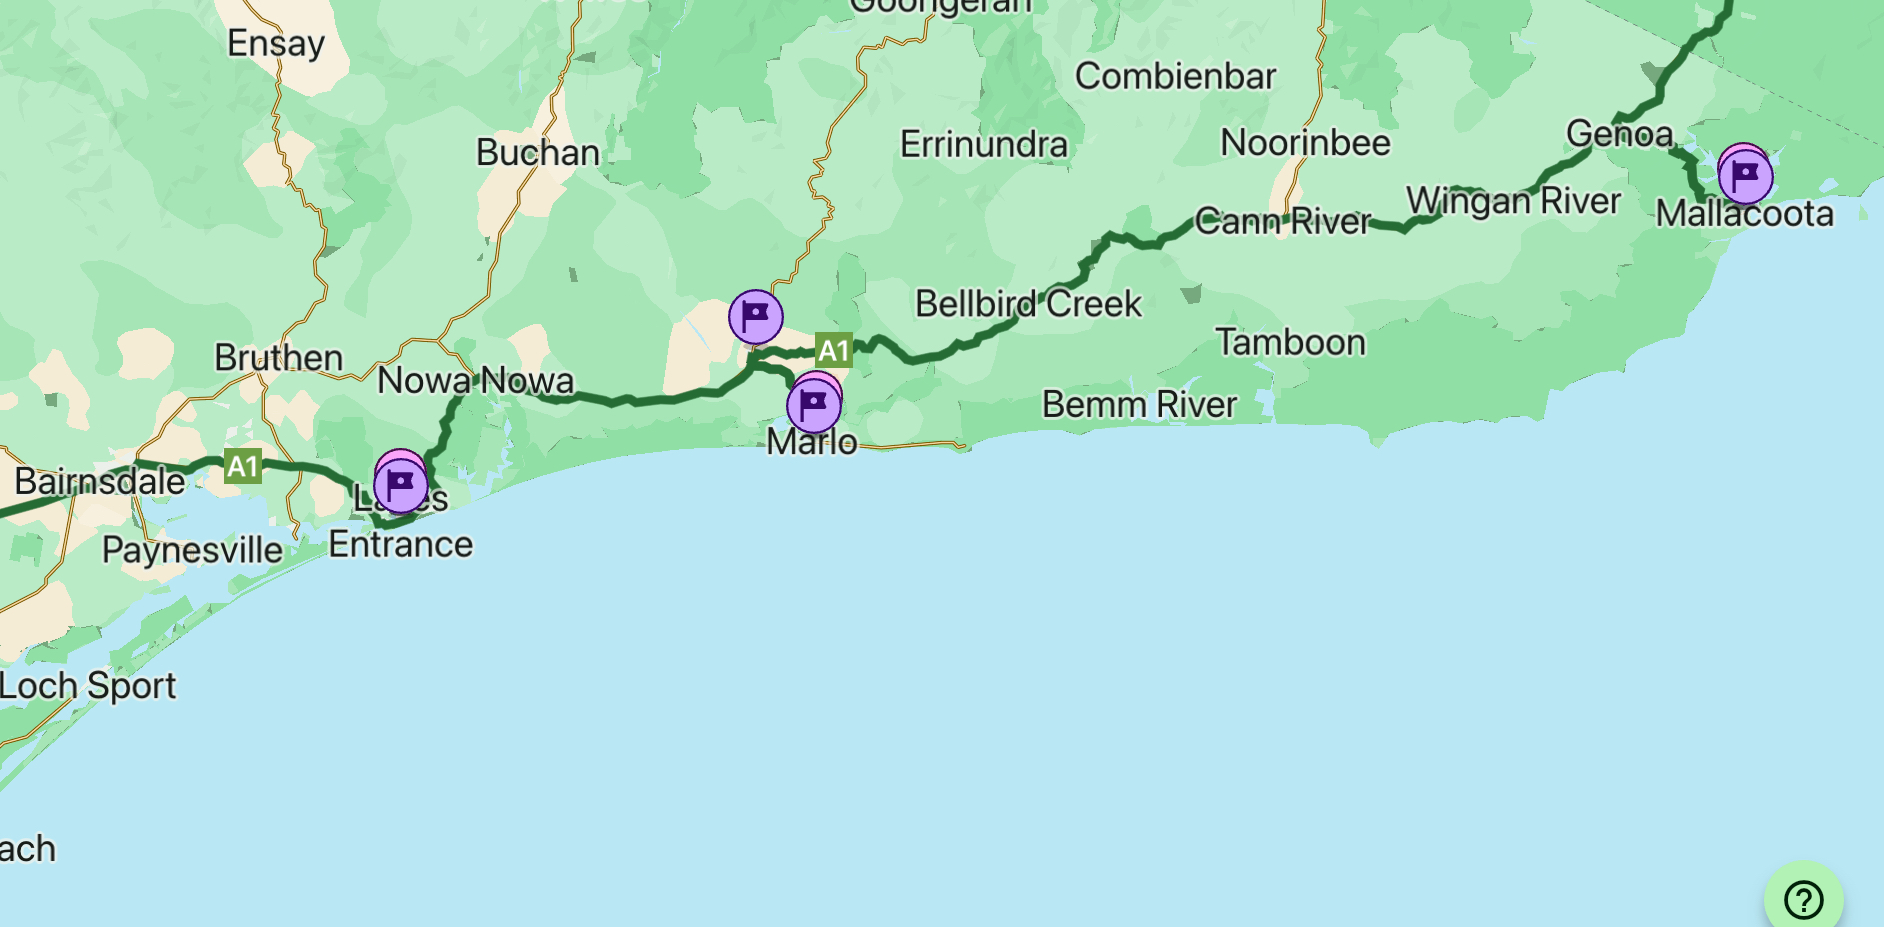 Goongerah
Ensay
Combienbar
Genoa
Noorinbee
Errinundra
Buchan
Wingan River
Mallacoota
Cann River
Bellbird Creek
Tamboon
A1
Bruthen
Nowa Nowa
Bemm River
Marlo
A1
Bairnsdale
Lakes
Entrance
Paynesville
Loch Sport
ach